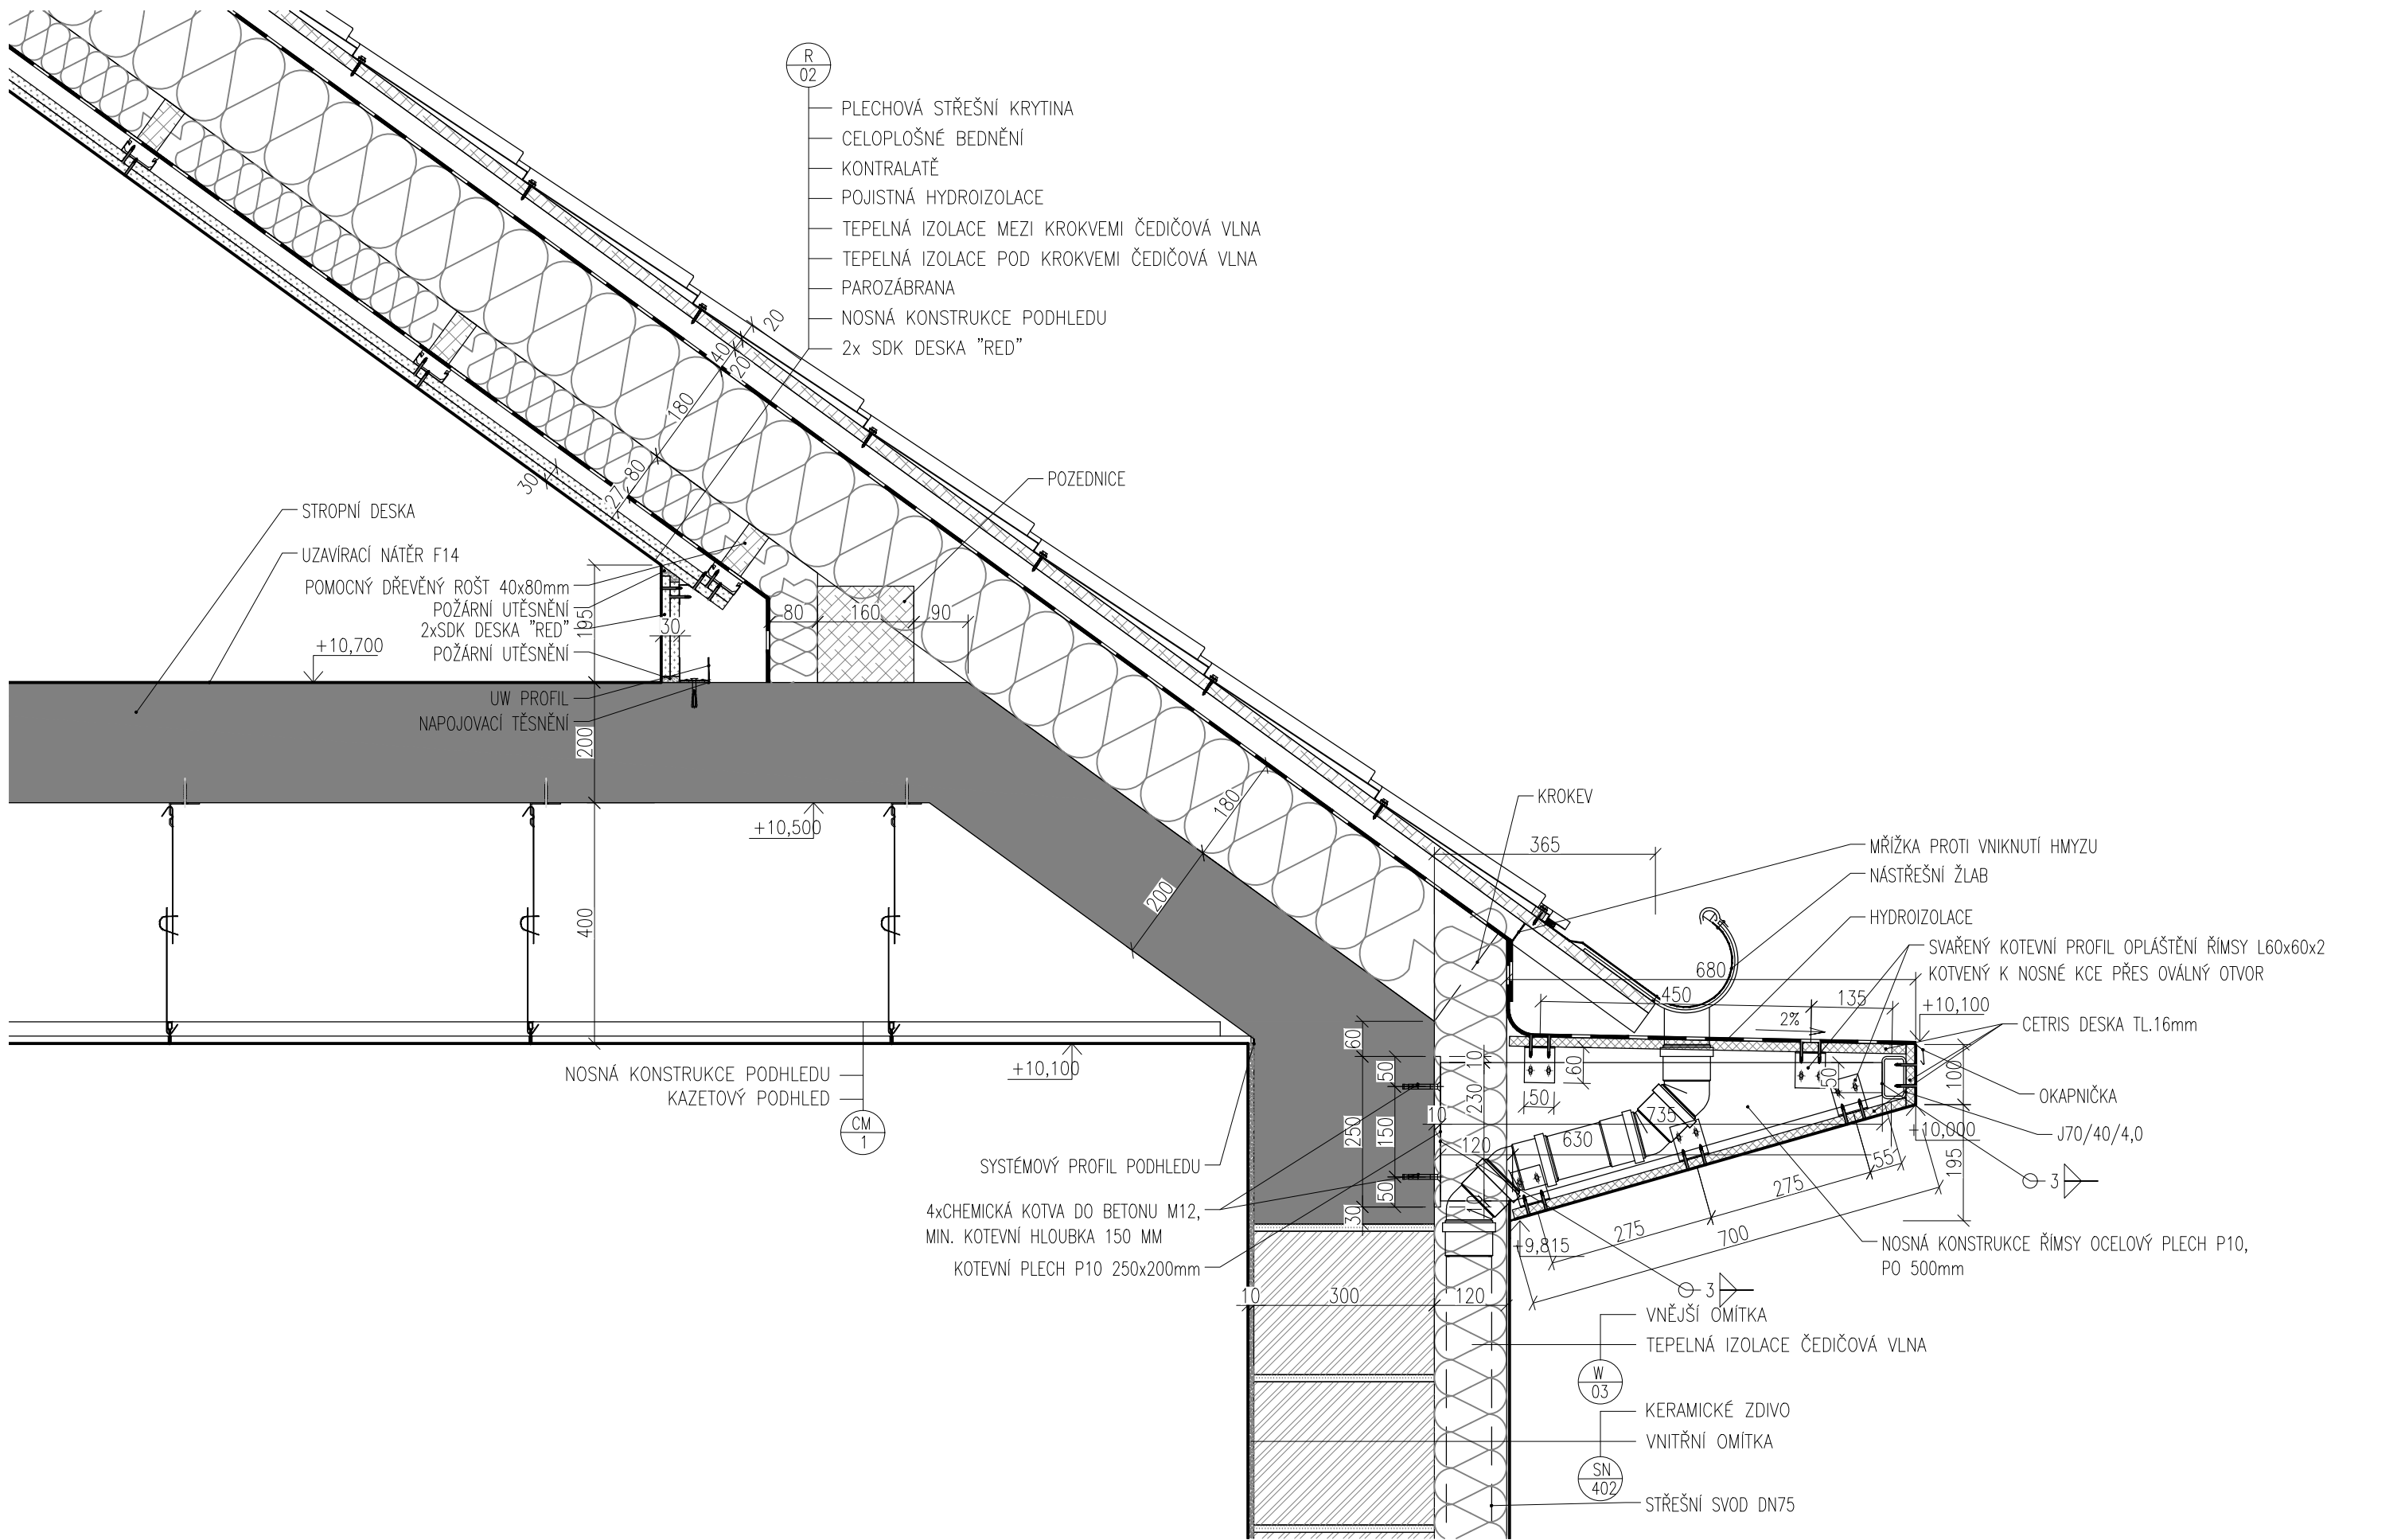 R
02
PLECHOVÁ STŘEŠNÍ KRYTINA
CELOPLOŠNÉ BEDNĚNÍ
KONTRALATĚ
POJISTNÁ HYDROIZOLACE
TEPELNÁ IZOLACE MEZI KROKVEMI ČEDIČOVÁ VLNA
TEPELNÁ IZOLACE POD KROKVEMI ČEDIČOVÁ VLNA
PAROZÁBRANA
NOSNÁ KONSTRUKCE PODHLEDU
2x SDK DESKA ”RED”
20
40
20
180
80
27
30
POZEDNICE
STROPNÍ DESKA
UZAVÍRACÍ NÁTĚR F14
POMOCNÝ DŘEVĚNÝ ROŠT 40x80mm
POŽÁRNÍ UTĚSNĚNÍ
2xSDK DESKA ”RED”
POŽÁRNÍ UTĚSNĚNÍ
UW PROFIL
NAPOJOVACÍ TĚSNĚNÍ
195
30
80
160
90
+10,700
200
+10,500
400
180
200
KROKEV
365
MŘÍŽKA PROTI VNIKNUTÍ HMYZU
NÁSTŘEŠNÍ ŽLAB
HYDROIZOLACE
SVAŘENÝ KOTEVNÍ PROFIL OPLÁŠTĚNÍ ŘÍMSY L60x60x2
KOTVENÝ K NOSNÉ KCE PŘES OVÁLNÝ OTVOR
680
450
135
2%
+10,100
CETRIS DESKA TL.16mm
60
50
50
100
OKAPNIČKA
J70/40/4,0
+10,000
195
3
60
10
50
250
150
230
50
10
30
10
735
120
630
55
275
275
700
+9,815
NOSNÁ KONSTRUKCE ŘÍMSY OCELOVÝ PLECH P10,
PO 500mm
3
+10,100
NOSNÁ KONSTRUKCE PODHLEDU
KAZETOVÝ PODHLED
CM
1
SYSTÉMOVÝ PROFIL PODHLEDU
4xCHEMICKÁ KOTVA DO BETONU M12,
MIN. KOTEVNÍ HLOUBKA 150 MM
KOTEVNÍ PLECH P10 250x200mm
10
300
120
VNĚJŠÍ OMÍTKA
TEPELNÁ IZOLACE ČEDIČOVÁ VLNA
W
03
KERAMICKÉ ZDIVO
VNITŘNÍ OMÍTKA
SN
402
STŘEŠNÍ SVOD DN75